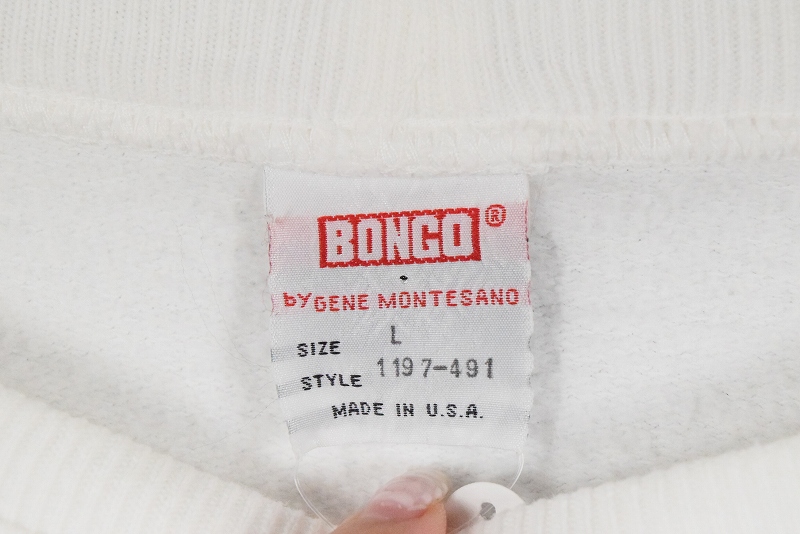 BONGO®
by GENE MONTESANO
SIZE L
STYLE 1197-491
MADE IN U.S.A.